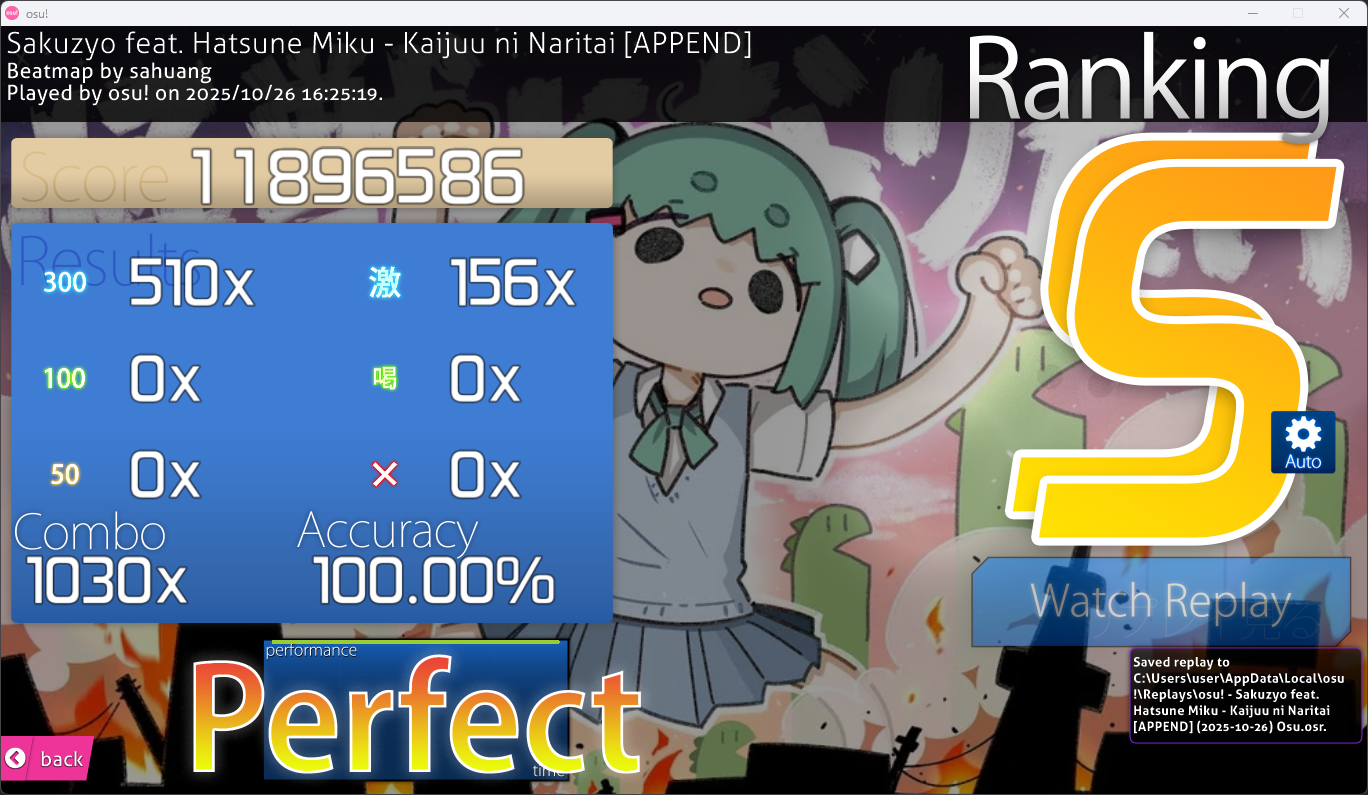 osu!
Sakuzyo feat. Hatsune Miku - Kaijuu ni Naritai [APPEND]
Beatmap by sahuang
Played by osu! on 2025/10/26 16:25:19.
Ranking
Score 11896586
Results
300 510x 激 156x
100 0x 喝 0x
50 0x 0x
Combo Accuracy
1030x 100.00%
S
Auto
Watch Replay
performance
Perfect
time
Saved replay to
C:\Users\user\AppData\Local\osu
!\Replays\osu! - Sakuzyo feat.
Hatsune Miku - Kaijuu ni Naritai
[APPEND] (2025-10-26) Osu.osr.
back